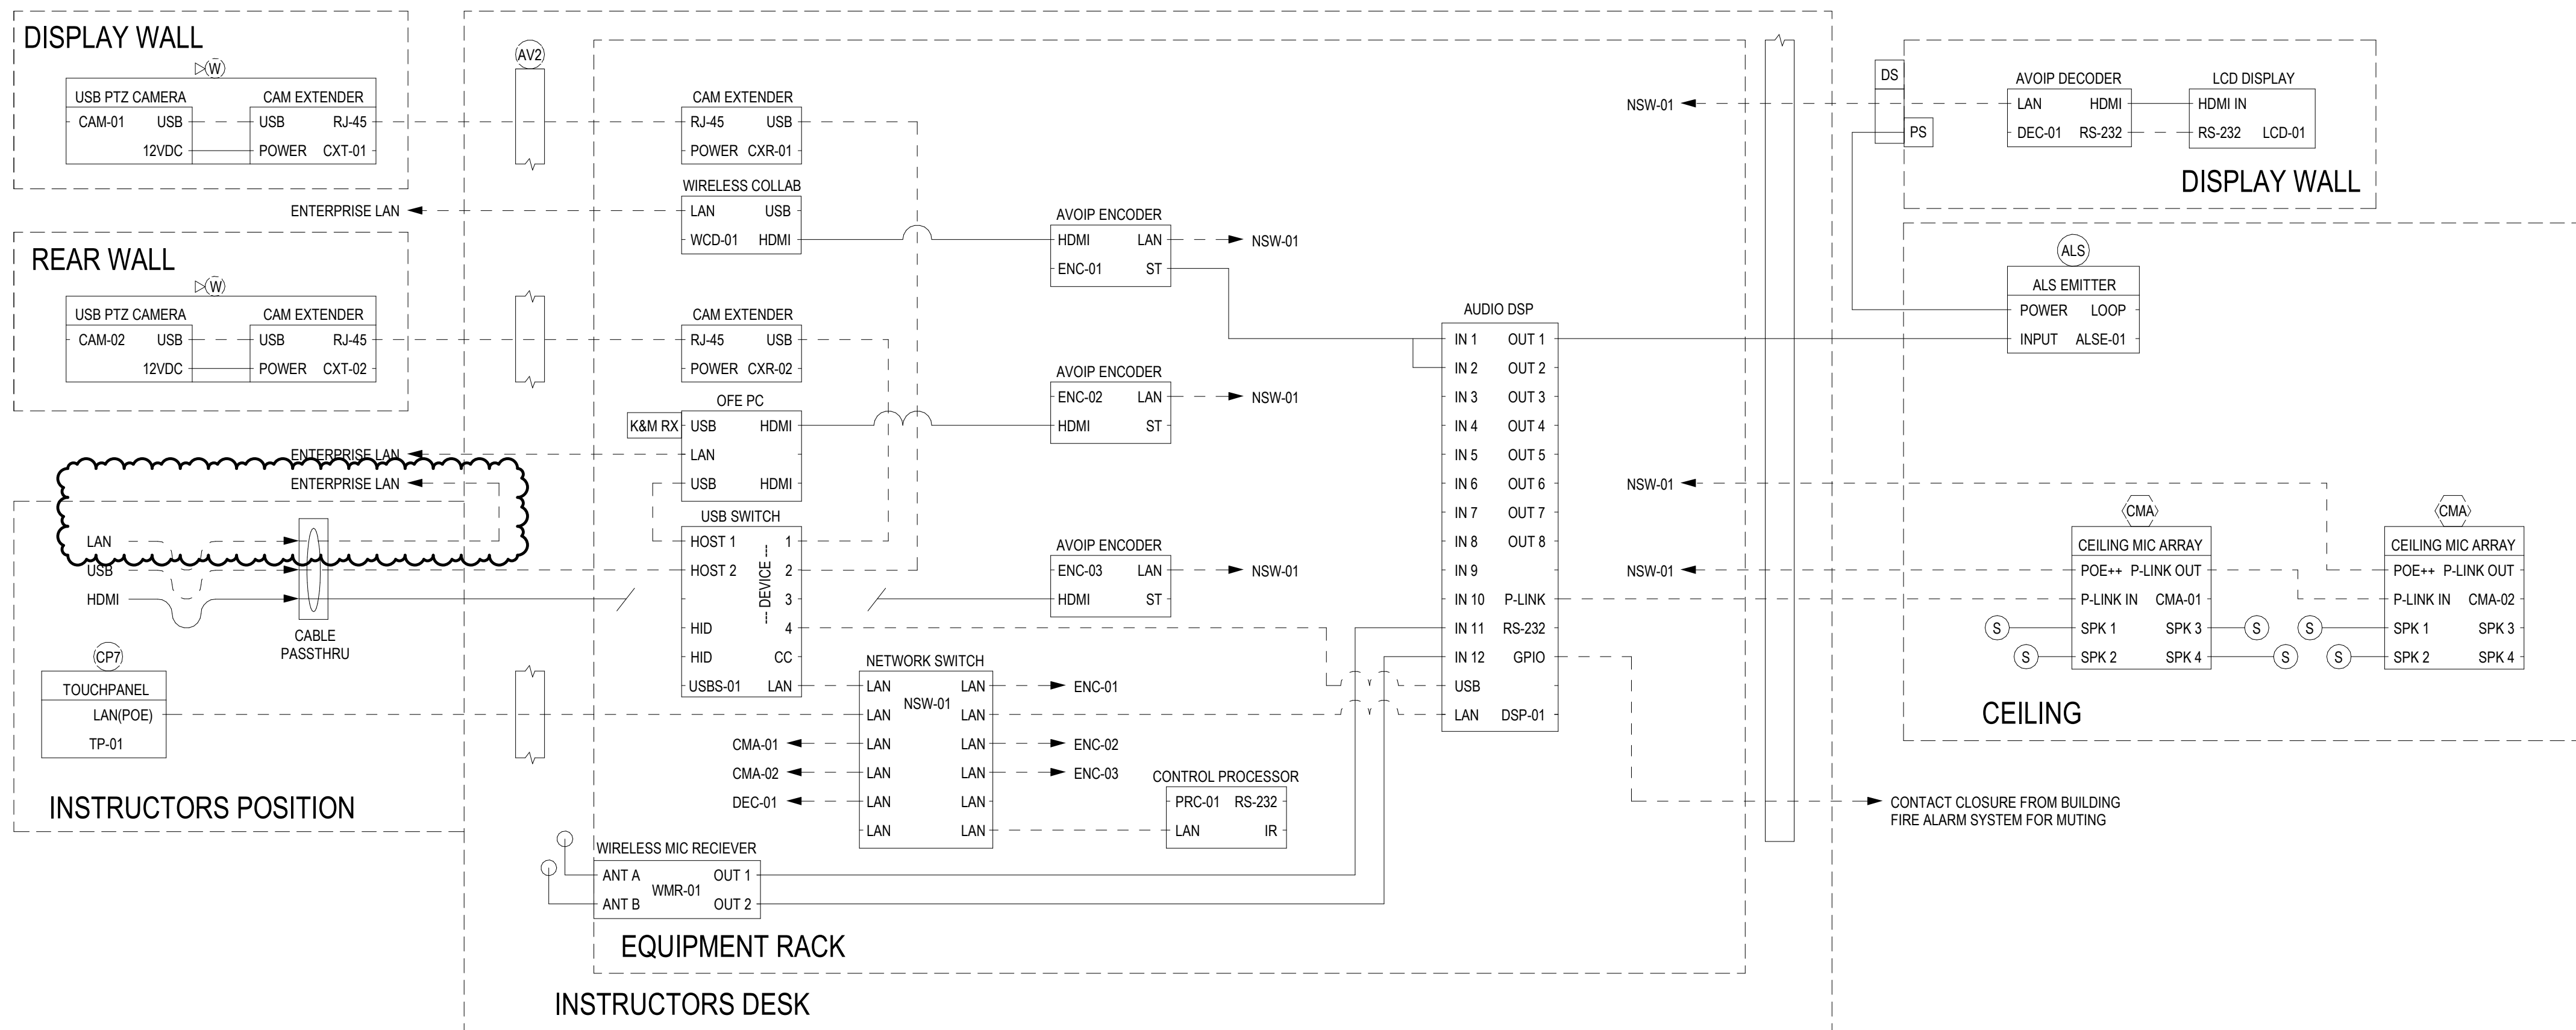 DISPLAY WALL
W
USB PTZ CAMERA
CAM EXTENDER
CAM-01 USB
USB RJ-45
12VDC
POWER CXT-01
REAR WALL
W
USB PTZ CAMERA
CAM EXTENDER
CAM-02 USB
USB RJ-45
12VDC
POWER CXT-02
ENTERPRISE LAN
ENTERPRISE LAN
ENTERPRISE LAN
LAN
USB
HDMI
CABLE
PASSTHRU
CP7
TOUCHPANEL
LAN(POE)
TP-01
INSTRUCTORS POSITION
AV2
CAM EXTENDER
RJ-45 USB
POWER CXR-01
WIRELESS COLLAB
LAN USB
WCD-01 HDMI
CAM EXTENDER
RJ-45 USB
POWER CXR-02
OFE PC
K&M RX
USB HDMI
LAN
USB HDMI
USB SWITCH
HOST 1 1
HOST 2 2
3
--- DEVICE ---
HID 4
HID CC
USBS-01 LAN
AVOIP ENCODER
HDMI LAN
NSW-01
ENC-01 ST
AVOIP ENCODER
ENC-02 LAN
NSW-01
HDMI ST
AVOIP ENCODER
ENC-03 LAN
NSW-01
HDMI ST
NETWORK SWITCH
NSW-01
LAN LAN
ENC-01
LAN LAN
CMA-01
LAN LAN
ENC-02
CMA-02
LAN LAN
ENC-03
DEC-01
LAN LAN
LAN LAN
CONTROL PROCESSOR
PRC-01 RS-232
LAN IR
WIRELESS MIC RECIEVER
ANT A OUT 1
WMR-01
ANT B OUT 2
EQUIPMENT RACK
INSTRUCTORS DESK
AUDIO DSP
IN 1 OUT 1
IN 2 OUT 2
IN 3 OUT 3
IN 4 OUT 4
IN 5 OUT 5
IN 6 OUT 6
IN 7 OUT 7
IN 8 OUT 8
IN 9
IN 10 P-LINK
IN 11 RS-232
IN 12 GPIO
USB
LAN DSP-01
NSW-01
NSW-01
NSW-01
DS
PS
AVOIP DECODER
LAN HDMI
DEC-01 RS-232
LCD DISPLAY
HDMI IN
RS-232 LCD-01
DISPLAY WALL
ALS
ALS EMITTER
POWER LOOP
INPUT ALSE-01
CMA
CEILING MIC ARRAY
POE++ P-LINK OUT
P-LINK IN CMA-01
S SPK 1 SPK 3 S
S SPK 2 SPK 4 S
CMA
CEILING MIC ARRAY
POE++ P-LINK OUT
P-LINK IN CMA-02
S SPK 1 SPK 3
S SPK 2 SPK 4
CEILING
CONTACT CLOSURE FROM BUILDING
FIRE ALARM SYSTEM FOR MUTING